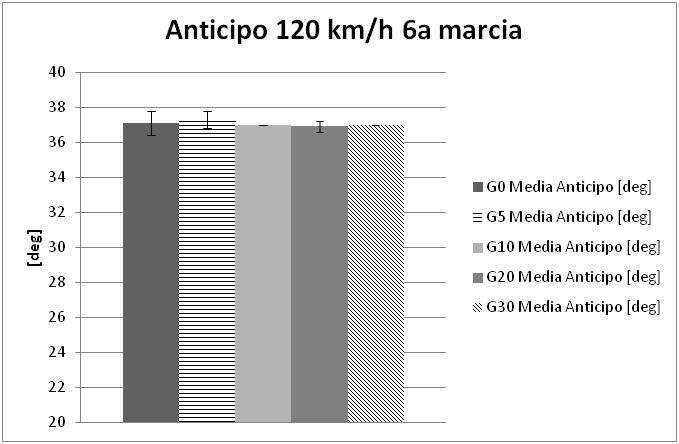 Anticipo 120 km/h 6a marcia
40
38
36
34
32
30
28
26
24
22
20
[deg]
G0 Media Anticipo [deg]
G5 Media Anticipo [deg]
G10 Media Anticipo [deg]
G20 Media Anticipo [deg]
G30 Media Anticipo [deg]